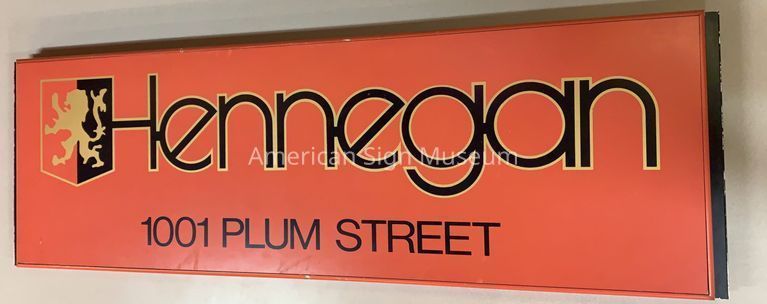 Hennegan
American Sign Museum
1001 PLUM STREET